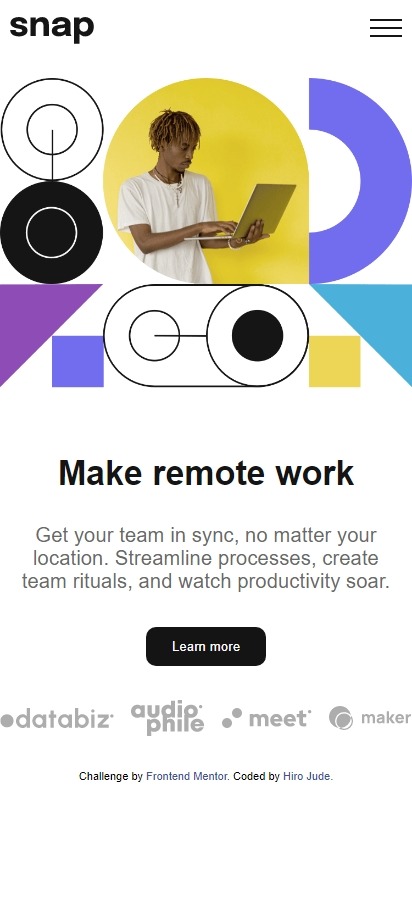 snap
Make remote work
Get your team in sync, no matter your
location. Streamline processes, create
team rituals, and watch productivity soar.
Learn more
databiz
audiophile
meet
maker
Challenge by Frontend Mentor. Coded by Hiro Jude.